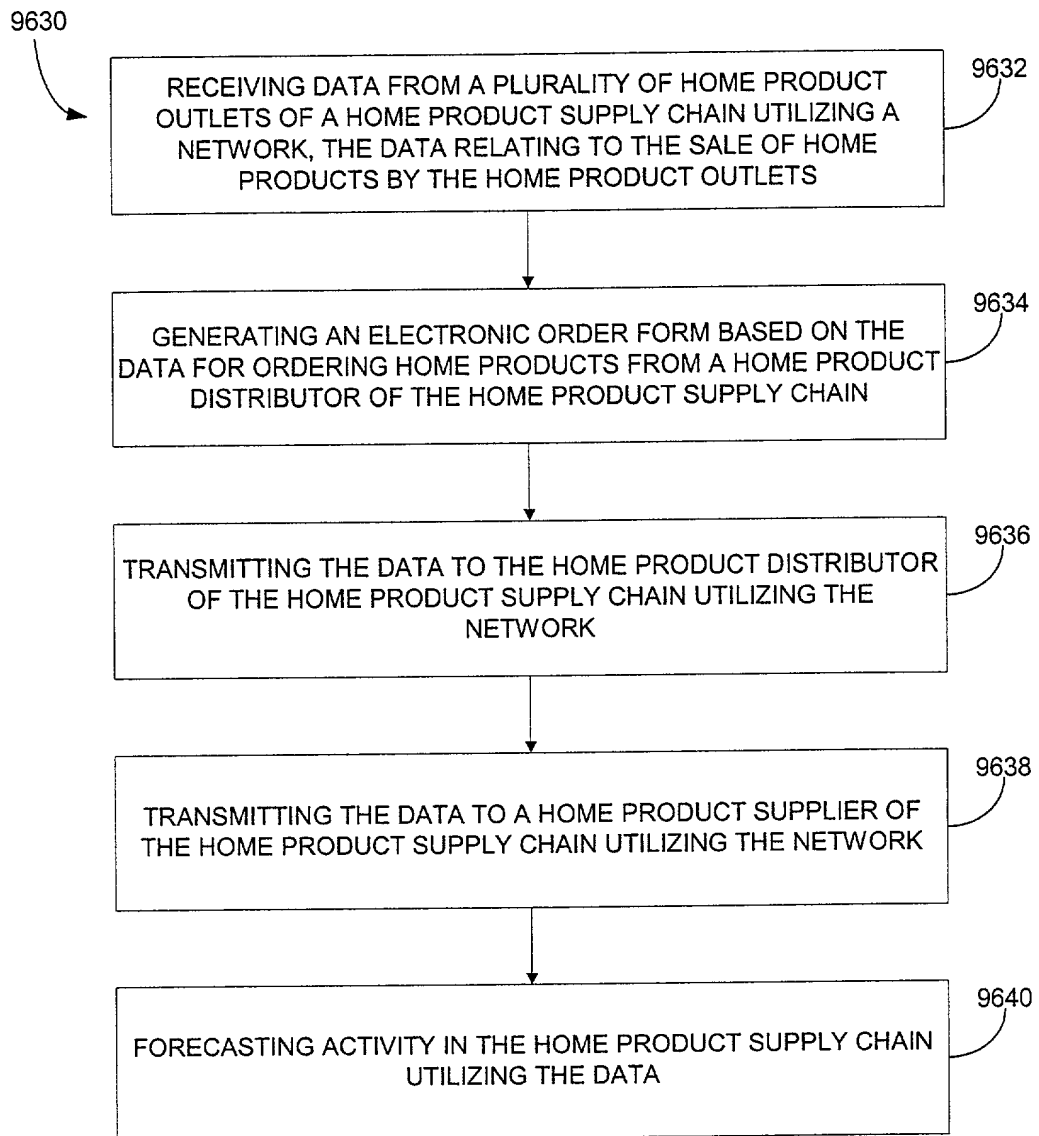 9630
RECEIVING DATA FROM A PLURALITY OF HOME PRODUCT
OUTLETS OF A HOME PRODUCT SUPPLY CHAIN UTILIZING A
NETWORK, THE DATA RELATING TO THE SALE OF HOME
PRODUCTS BY THE HOME PRODUCT OUTLETS
9632
GENERATING AN ELECTRONIC ORDER FORM BASED ON THE
DATA FOR ORDERING HOME PRODUCTS FROM A HOME PRODUCT
DISTRIBUTOR OF THE HOME PRODUCT SUPPLY CHAIN
9634
TRANSMITTING THE DATA TO THE HOME PRODUCT DISTRIBUTOR
OF THE HOME PRODUCT SUPPLY CHAIN UTILIZING THE
NETWORK
9636
TRANSMITTING THE DATA TO A HOME PRODUCT SUPPLIER OF
THE HOME PRODUCT SUPPLY CHAIN UTILIZING THE NETWORK
9638
FORECASTING ACTIVITY IN THE HOME PRODUCT SUPPLY CHAIN
UTILIZING THE DATA
9640